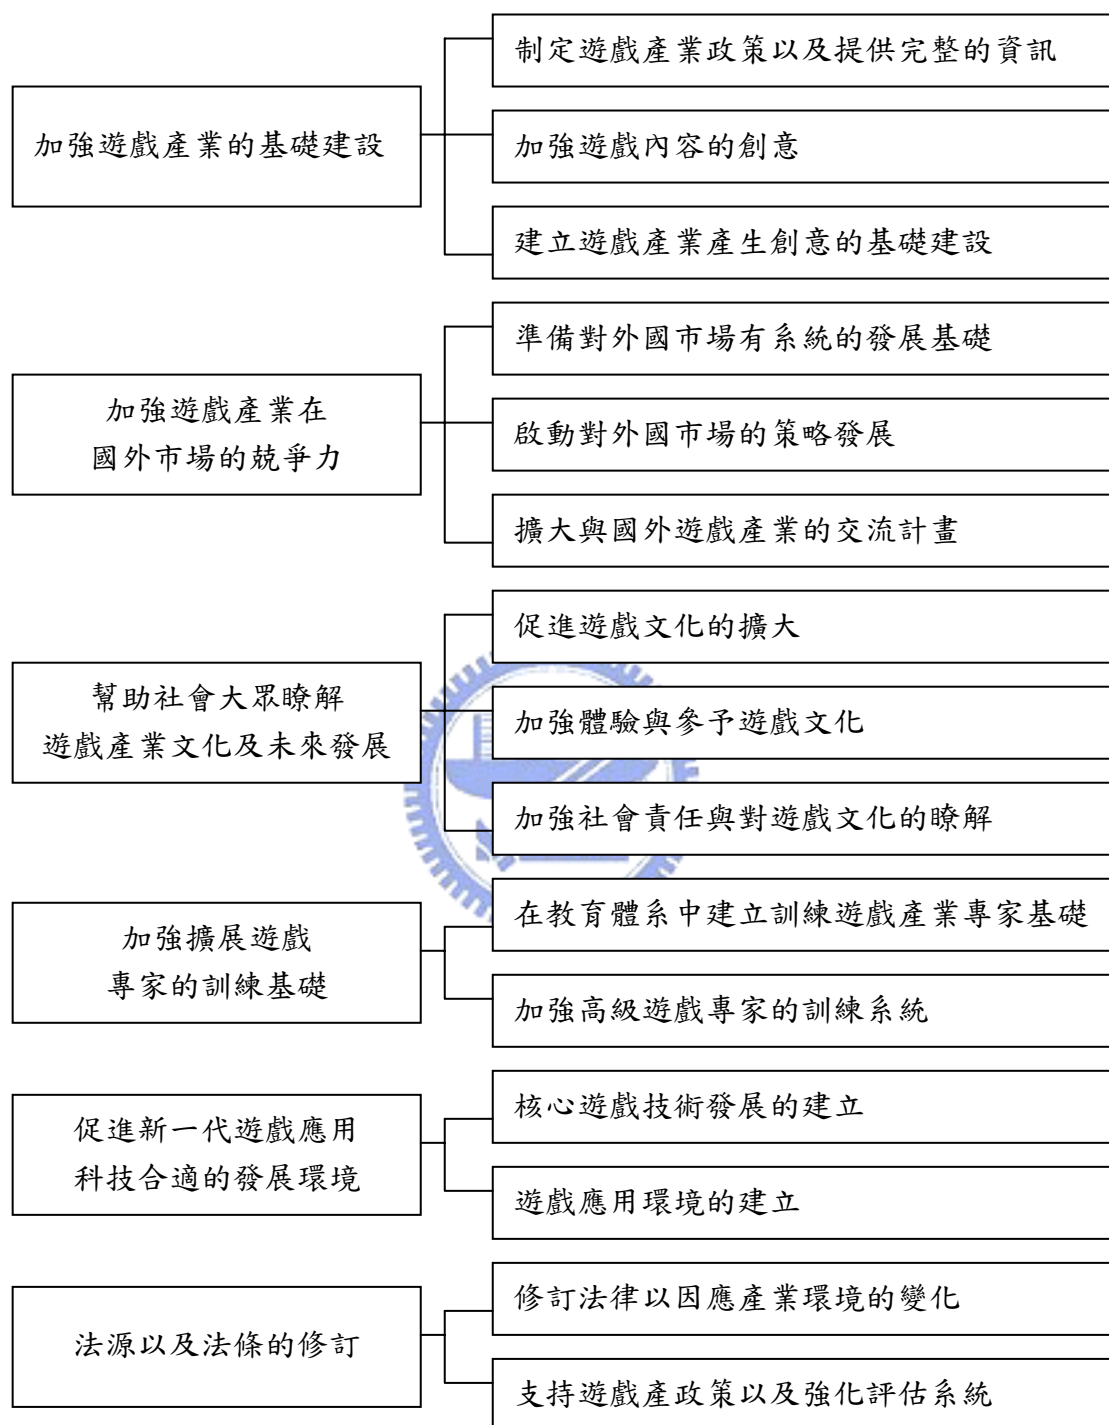 加強遊戲產業的基礎建設
制定遊戲產業政策以及提供完整的資訊
加強遊戲內容的創意
建立遊戲產業產生創意的基礎建設
加強遊戲產業在
國外市場的兢爭力
準備對外國市場有系統的發展基礎
啟動對外國市場的策略發展
擴大與國外遊戲產業的交流計畫
幫助社會大眾瞭解
遊戲產業文化及未來發展
促進遊戲文化的擴大
加強體驗與參予遊戲文化
加強社會責任與對遊戲文化的瞭解
加強擴展遊戲
專家的訓練基礎
在教育體系中建立訓練遊戲產業專家基礎
加強高級遊戲專家的訓練系統
促進新一代遊戲應用
科技合適的發展環境
核心遊戲技術發展的建立
遊戲應用環境的建立
法源以及法條的修訂
修訂法律以因應產業環境的變化
支持遊戲產政策以及強化評估系統